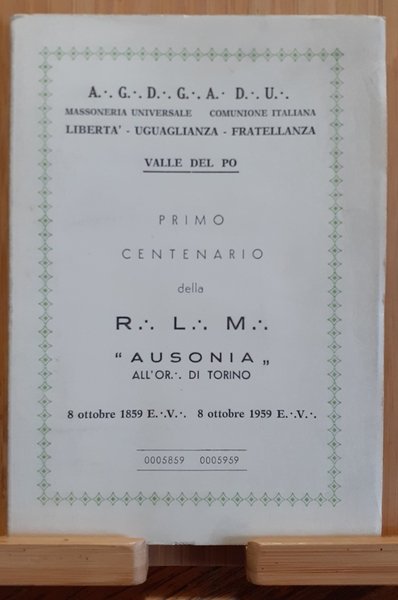 A.·. G.·. D.·. G.·. A.· D.·. U.·.
MASSONERIA UNIVERSALE COMUNIONE ITALIANA
LIBERTA' - UGUAGLIANZA - FRATELLANZA
VALLE DEL PO
PRIMO
CENTENARIO
della
R.·. L.·. M.·.
" AUSONIA „
ALL'OR.·. DI TORINO
8 ottobre 1859 E.·.V.·. 8 ottobre 1959 E.·.V.·.
0005859 0005959